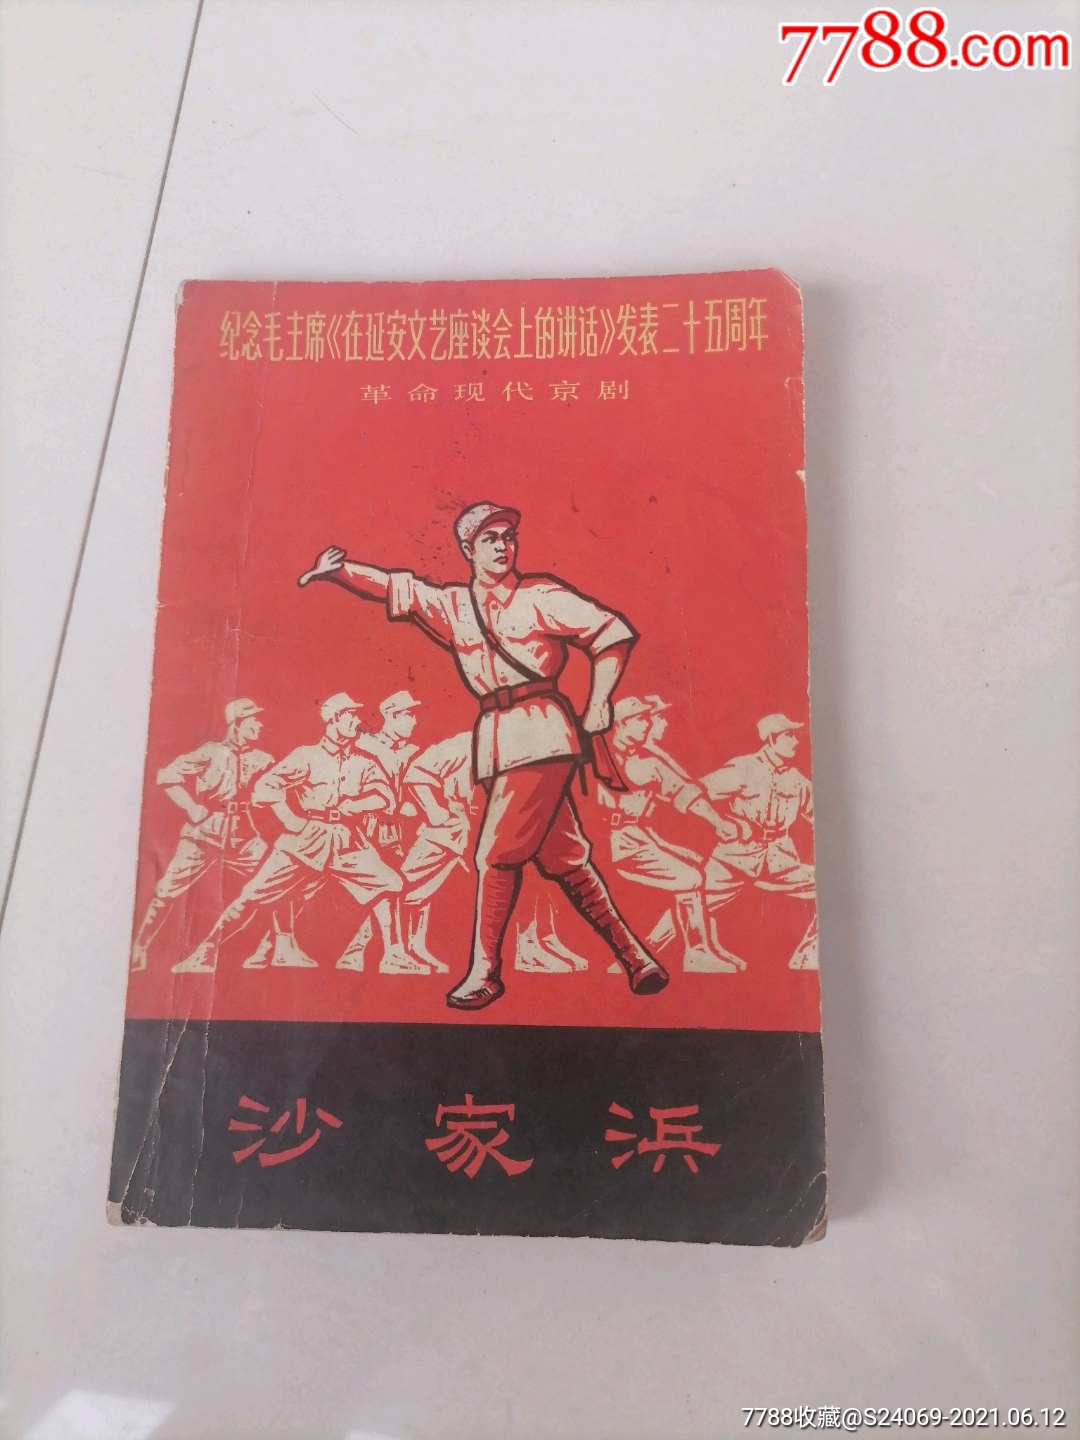 7788.com
纪念毛主席《在延安文艺座谈会上的讲话》发表二十五周年
革命现代京剧
沙家浜
7788收藏@S24069-2021.06.12